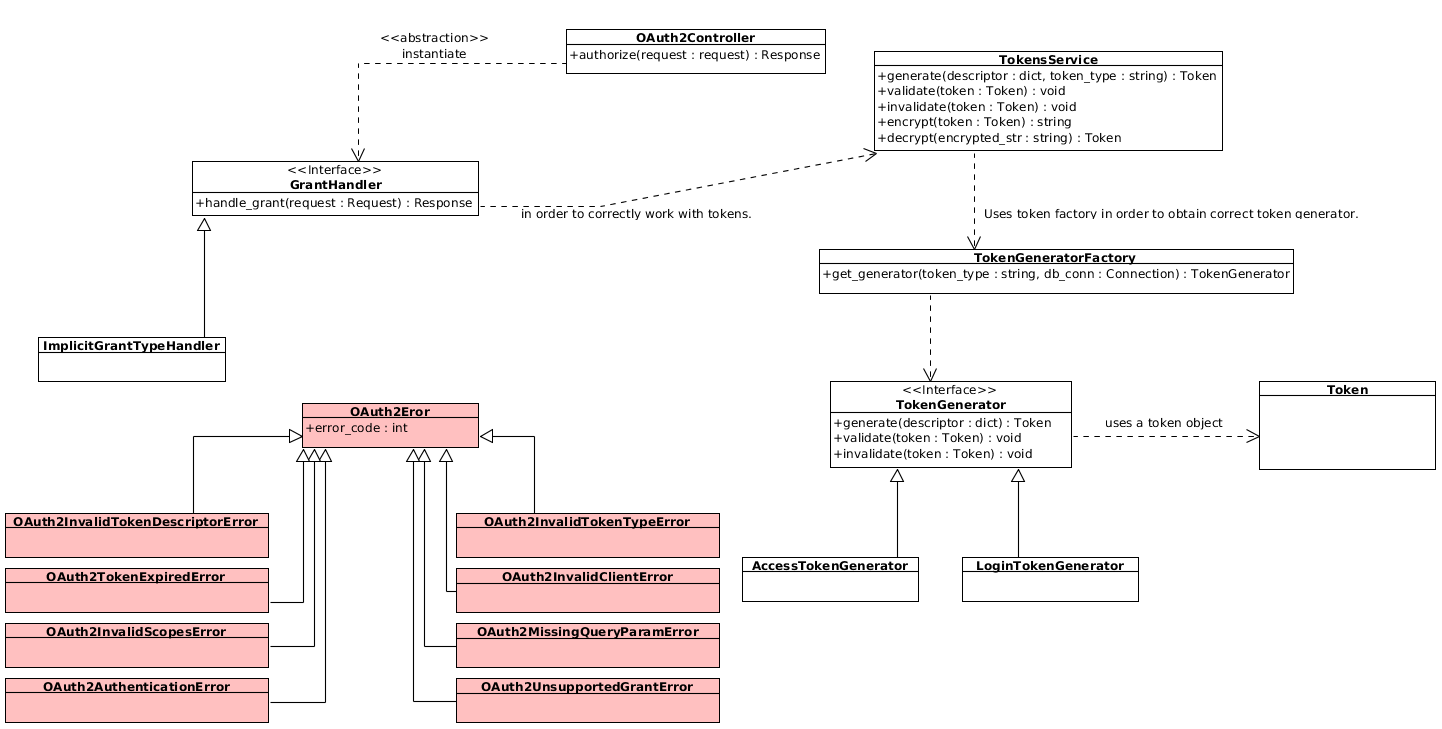 <<abstraction>>
instantiate
OAuth2Controller
+authorize(request : request) : Response
TokensService
+generate(descriptor : dict, token_type : string) : Token
+validate(token : Token) : void
+invalidate(token : Token) : void
+encrypt(token : Token) : string
+decrypt(encrypted_str : string) : Token
<<Interface>>
GrantHandler
+handle_grant(request : Request) : Response
in order to correctly work with tokens.
Uses token factory in order to obtain correct token generator.
TokenGeneratorFactory
+get_generator(token_type : string, db_conn : Connection) : TokenGenerator
ImplicitGrantTypeHandler
<<Interface>>
TokenGenerator
+generate(descriptor : dict) : Token
+validate(token : Token) : void
+invalidate(token : Token) : void
uses a token object
Token
OAuth2Eror
+error_code : int
OAuth2InvalidTokenDescriptorError
OAuth2InvalidTokenTypeError
OAuth2TokenExpiredError
OAuth2InvalidClientError
OAuth2InvalidScopesError
OAuth2MissingQueryParamError
OAuth2AuthenticationError
OAuth2UnsupportedGrantError
AccessTokenGenerator
LoginTokenGenerator